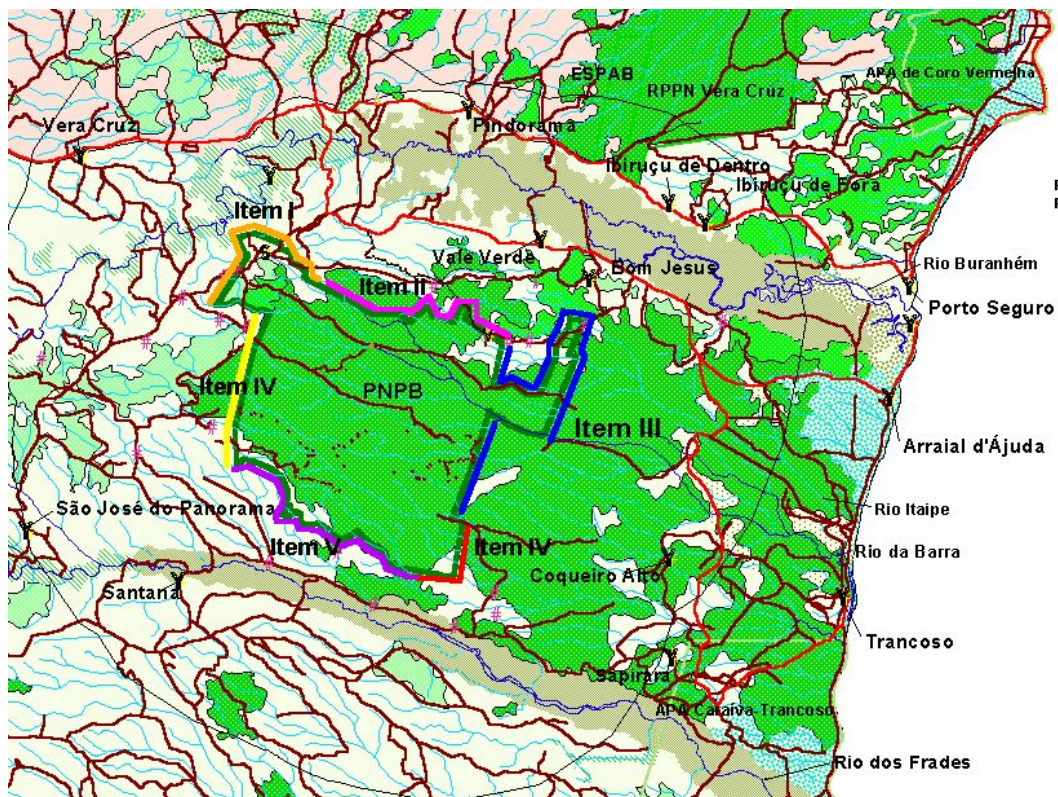 ESPAB
APA de Coro Vermelha
RPPN Vera Cruz
Pindorama
Vera Cruz
Ibiruçu de Dentro
Ibiruçu de Fora
Item I
Vale Verde
Bom Jesus
Rio Buranhém
Item II
Porto Seguro
Item IV
PNPB
Item III
Arraial d'Ájuda
São José do Panorama
Rio Itaipe
Item V
Item IV
Rio da Barra
Coqueiro Alto
Santana
Trancoso
Sapirara
APA Caraíva-Trancoso
Rio dos Frades